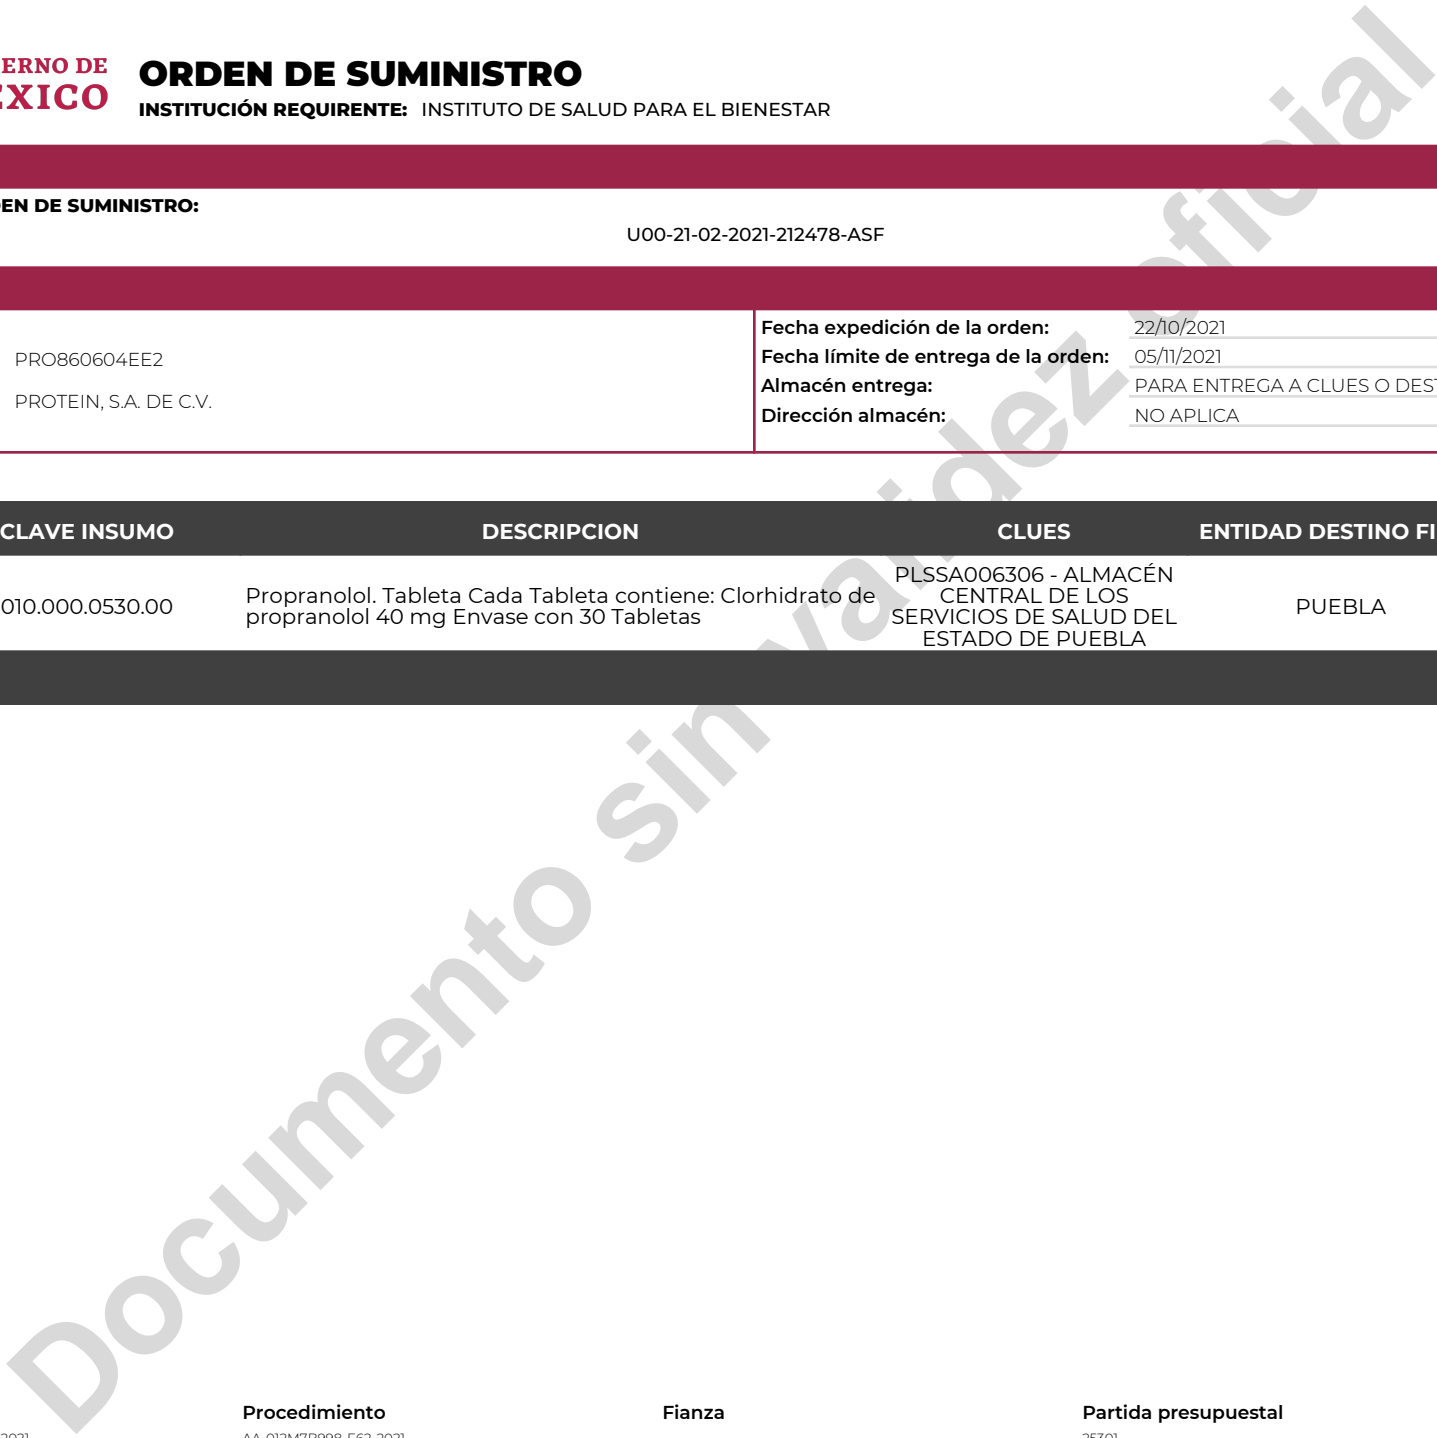 ERNO DE
EXICO
ORDEN DE SUMINISTRO
INSTITUCIÓN REQUIRENTE: INSTITUTO DE SALUD PARA EL BIENESTAR
EN DE SUMINISTRO:
U00-21-02-2021-212478-ASF
PRO860604EE2
PROTEIN, S.A. DE C.V.
Fecha expedición de la orden: 22/10/2021
Fecha límite de entrega de la orden: 05/11/2021
Almacén entrega: PARA ENTREGA A CLUES O DEST
Dirección almacén: NO APLICA
CLAVE INSUMO DESCRIPCION CLUES ENTIDAD DESTINO FI
010.000.0530.00
Propranolol. Tableta Cada Tableta contiene: Clorhidrato de
propranolol 40 mg Envase con 30 Tabletas
PLSSA006306 - ALMACÉN
CENTRAL DE LOS
SERVICIOS DE SALUD DEL
ESTADO DE PUEBLA
PUEBLA
Documento sin validez oficial
Procedimiento Fianza Partida presupuestal